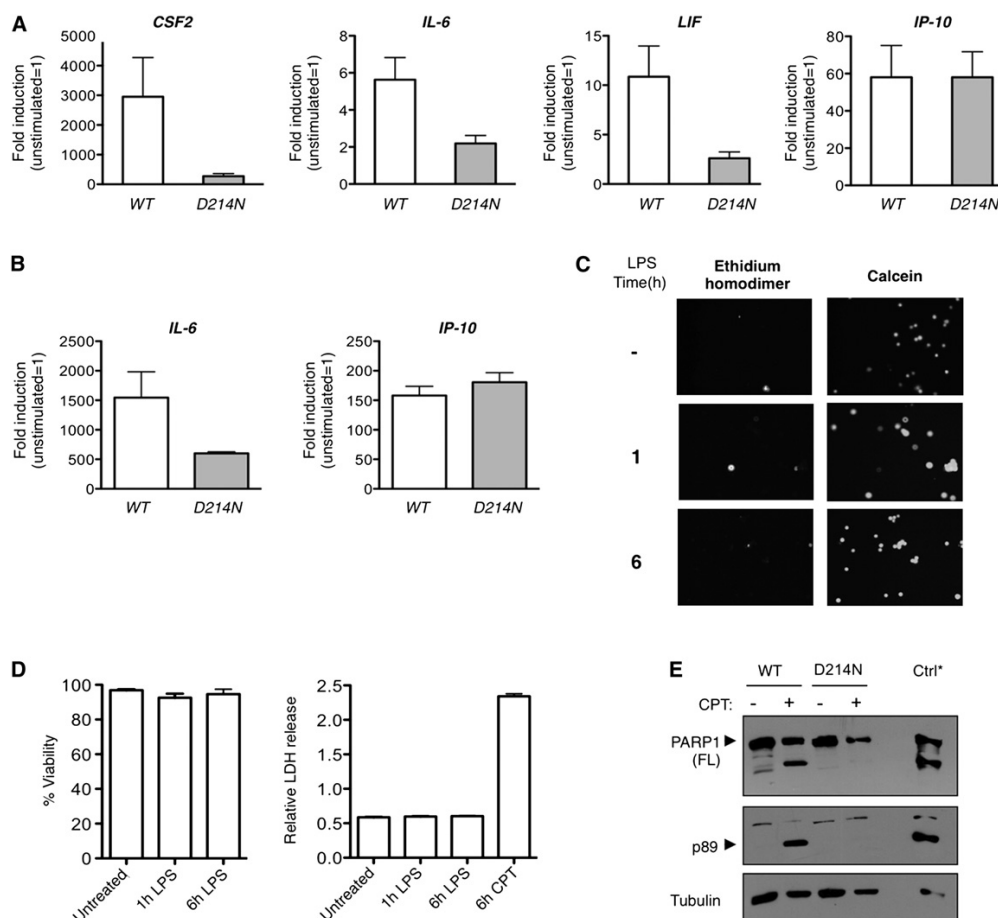 A
CSF2
IL-6
LIF
IP-10
Fold induction
(unstimulated=1)
5000
4000
3000
2000
1000
0
WT D214N
Fold induction
(unstimulated=1)
8
6
4
2
0
WT D214N
Fold induction
(unstimulated=1)
15
10
5
0
WT D214N
Fold induction
(unstimulated=1)
80
60
40
20
0
WT D214N
B
IL-6
Fold induction
(unstimulated=1)
2500
2000
1500
1000
500
0
WT D214N
IP-10
Fold induction
(unstimulated=1)
250
200
150
100
50
0
WT D214N
C
LPS
Time(h)
Ethidium
homodimer
Calcein
-
1
6
D
% Viability
100
80
60
40
20
0
Untreated
1h LPS
6h LPS
Relative LDH release
2.5
2.0
1.5
1.0
0.5
0.0
Untreated
1h LPS
6h LPS
6h CPT
E
WT D214N Ctrl*
CPT: - + - +
PARP1
(FL)
p89
Tubulin